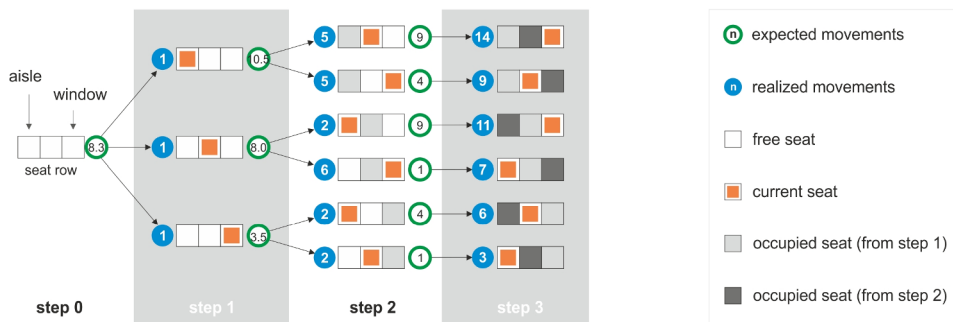 aisle
window
8.3
seat row
1
10.5
1
8.0
1
3.5
5
9
14
5
4
9
2
9
11
6
1
7
2
4
6
2
1
3
step 0
step 1
step 2
step 3
n expected movements
n realized movements
free seat
current seat
occupied seat (from step 1)
occupied seat (from step 2)